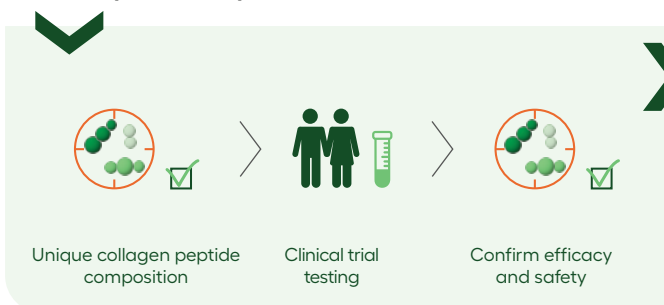 Unique collagen peptide
composition
Clinical trial
testing
Confirm efficacy
and safety